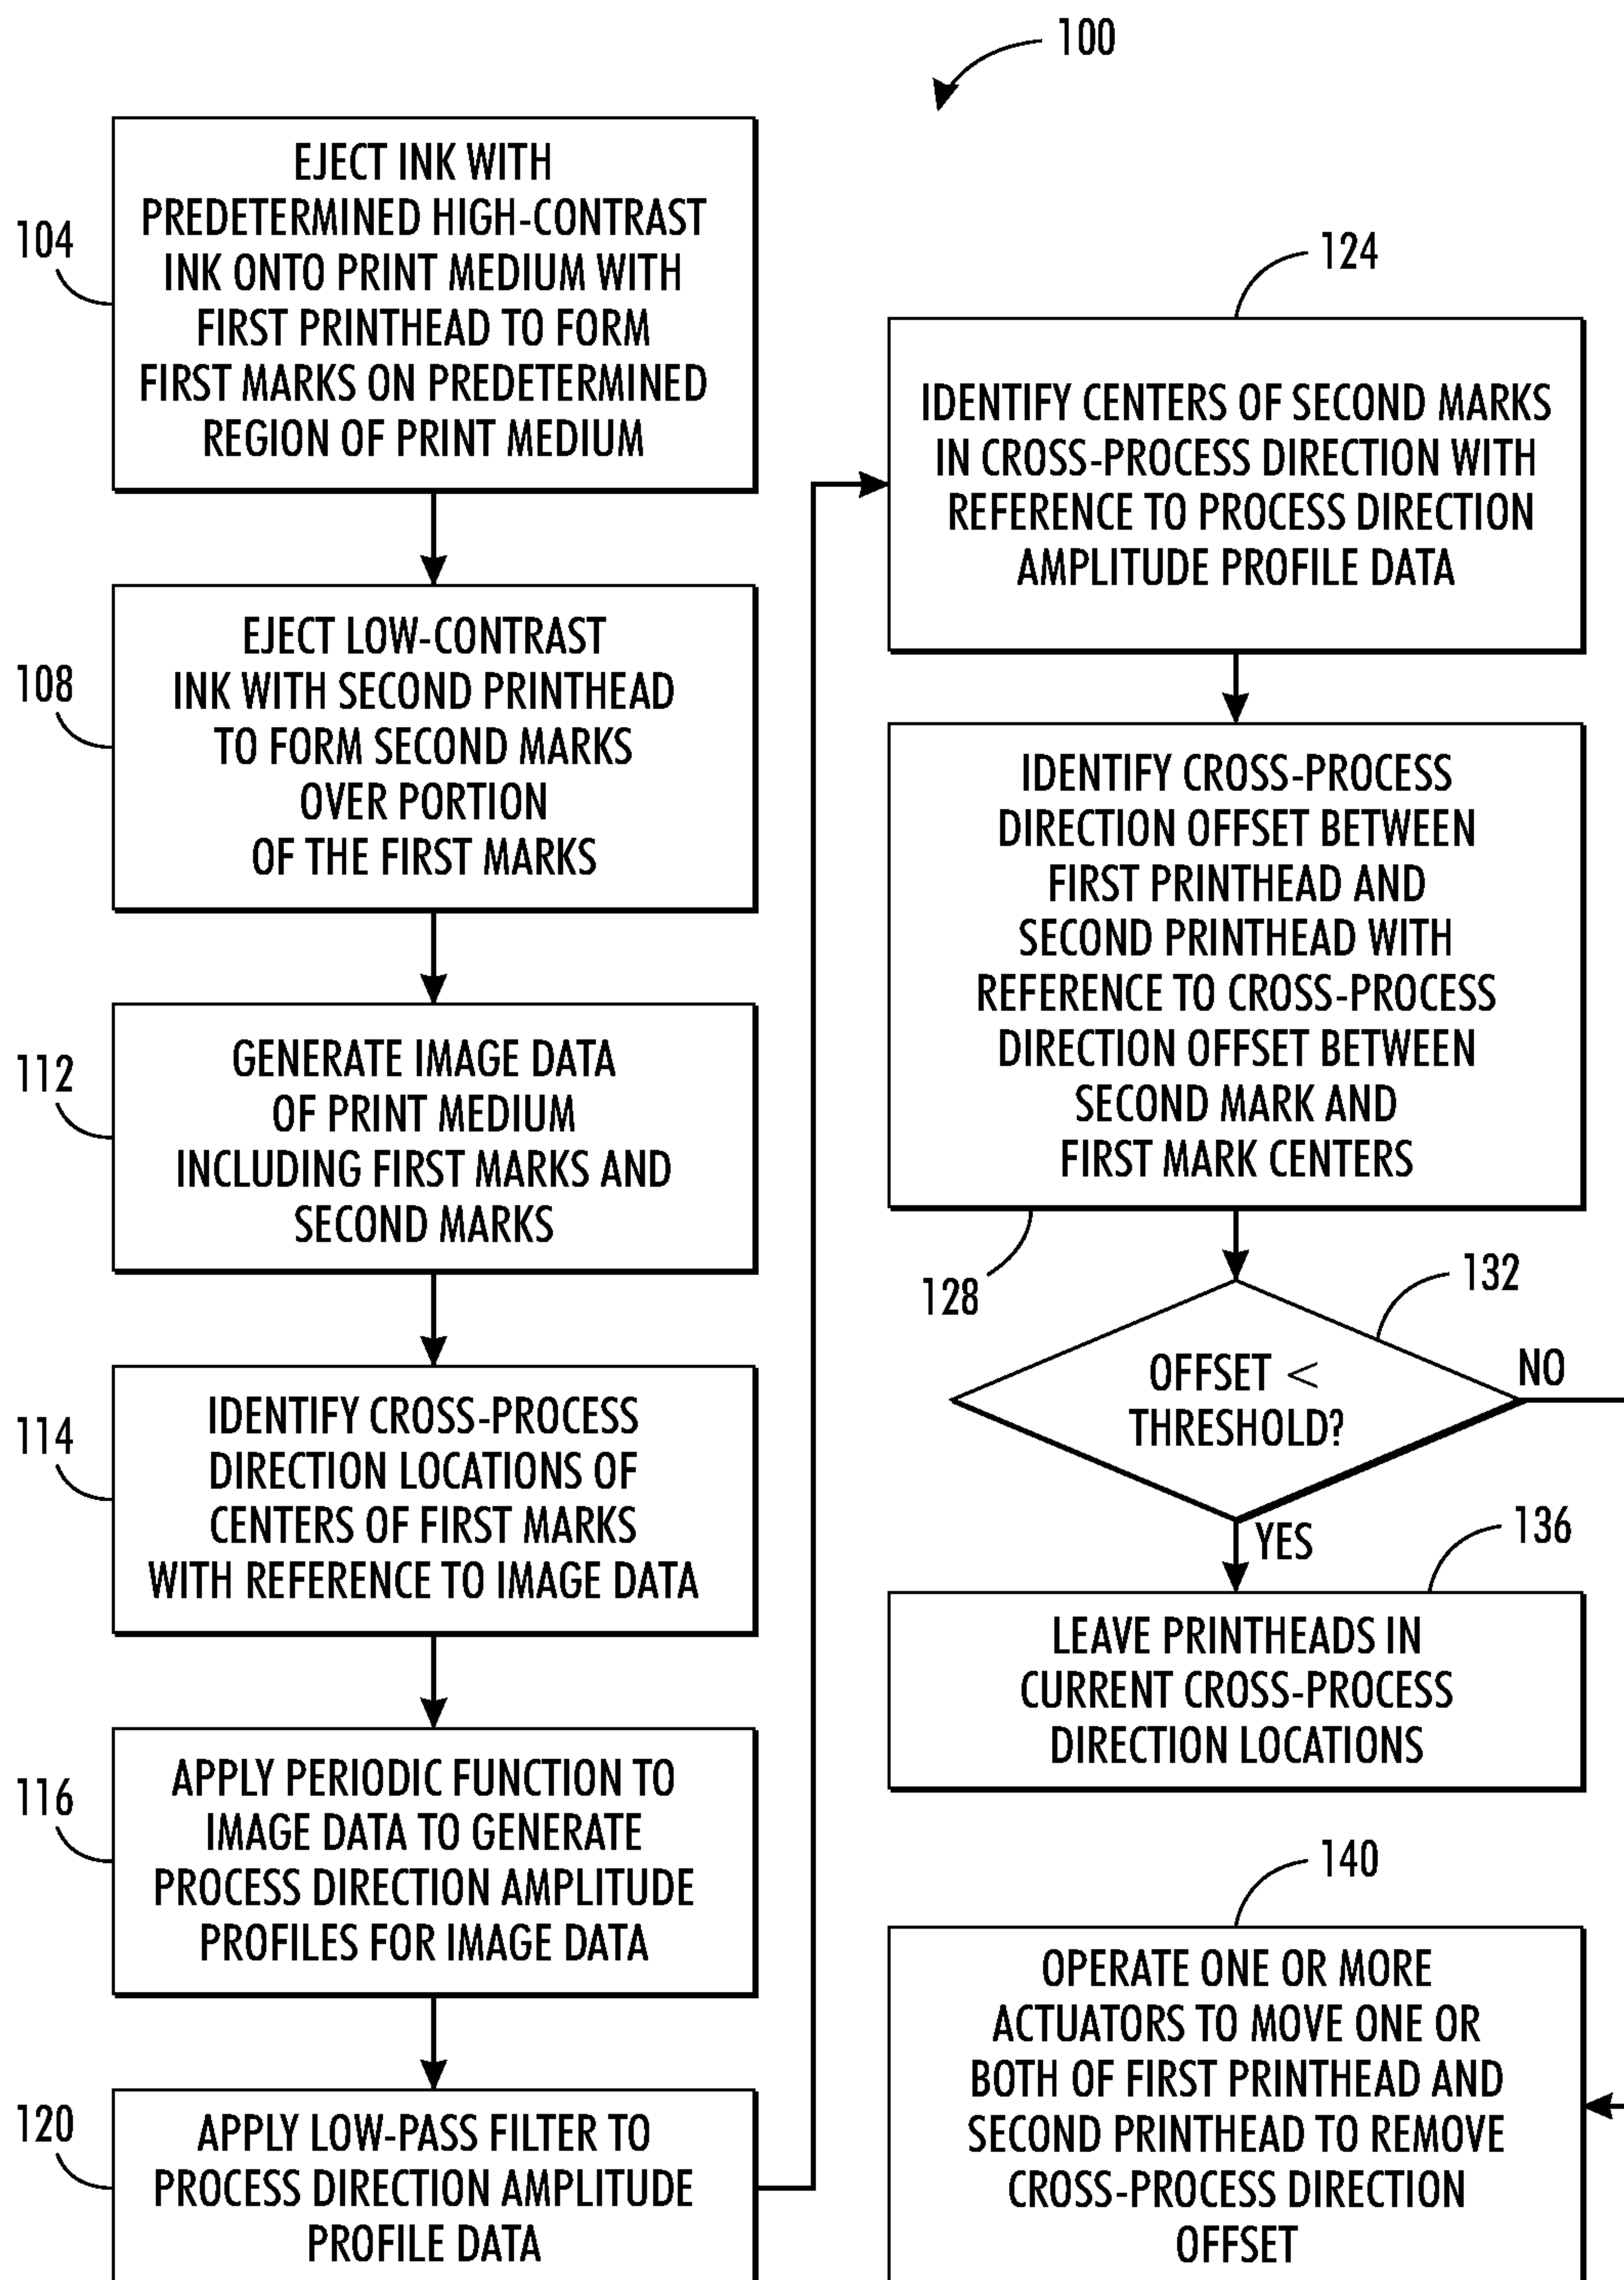 100
104
EJECT INK WITH
PREDETERMINED HIGH-CONTRAST
INK ONTO PRINT MEDIUM WITH
FIRST PRINTHEAD TO FORM
FIRST MARKS ON PREDETERMINED
REGION OF PRINT MEDIUM
108
EJECT LOW-CONTRAST
INK WITH SECOND PRINTHEAD
TO FORM SECOND MARKS
OVER PORTION
OF THE FIRST MARKS
112
GENERATE IMAGE DATA
OF PRINT MEDIUM
INCLUDING FIRST MARKS AND
SECOND MARKS
114
IDENTIFY CROSS-PROCESS
DIRECTION LOCATIONS OF
CENTERS OF FIRST MARKS
WITH REFERENCE TO IMAGE DATA
116
APPLY PERIODIC FUNCTION TO
IMAGE DATA TO GENERATE
PROCESS DIRECTION AMPLITUDE
PROFILES FOR IMAGE DATA
120
APPLY LOW-PASS FILTER TO
PROCESS DIRECTION AMPLITUDE
PROFILE DATA
124
IDENTIFY CENTERS OF SECOND MARKS
IN CROSS-PROCESS DIRECTION WITH
REFERENCE TO PROCESS DIRECTION
AMPLITUDE PROFILE DATA
IDENTIFY CROSS-PROCESS
DIRECTION OFFSET BETWEEN
FIRST PRINTHEAD AND
SECOND PRINTHEAD WITH
REFERENCE TO CROSS-PROCESS
DIRECTION OFFSET BETWEEN
SECOND MARK AND
FIRST MARK CENTERS
128
132
OFFSET <
THRESHOLD?
NO
YES
136
LEAVE PRINTHEADS IN
CURRENT CROSS-PROCESS
DIRECTION LOCATIONS
140
OPERATE ONE OR MORE
ACTUATORS TO MOVE ONE OR
BOTH OF FIRST PRINTHEAD AND
SECOND PRINTHEAD TO REMOVE
CROSS-PROCESS DIRECTION
OFFSET